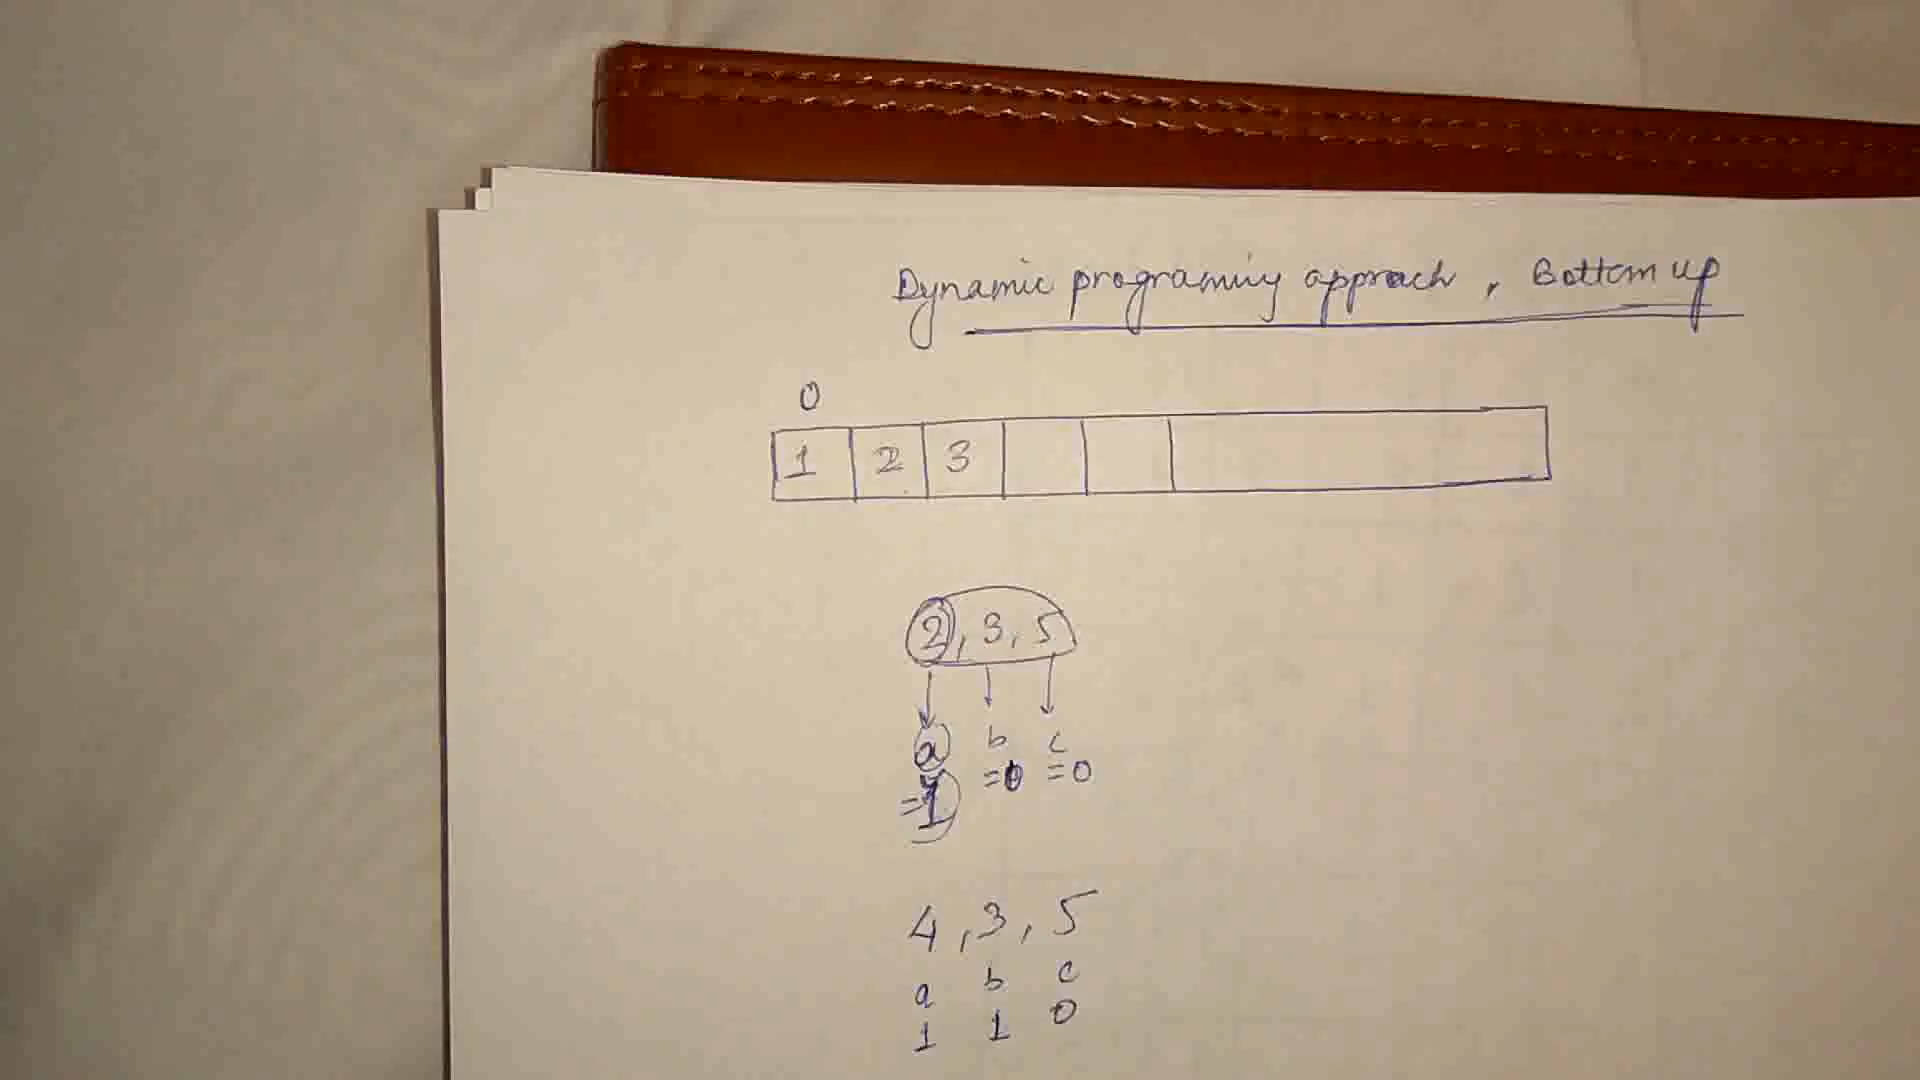 Dynamic programing approach, Bottom up
0
1 2 3
2, 3, 5
a b c
=1 =0 =0
4, 3, 5
a b c
1 1 0